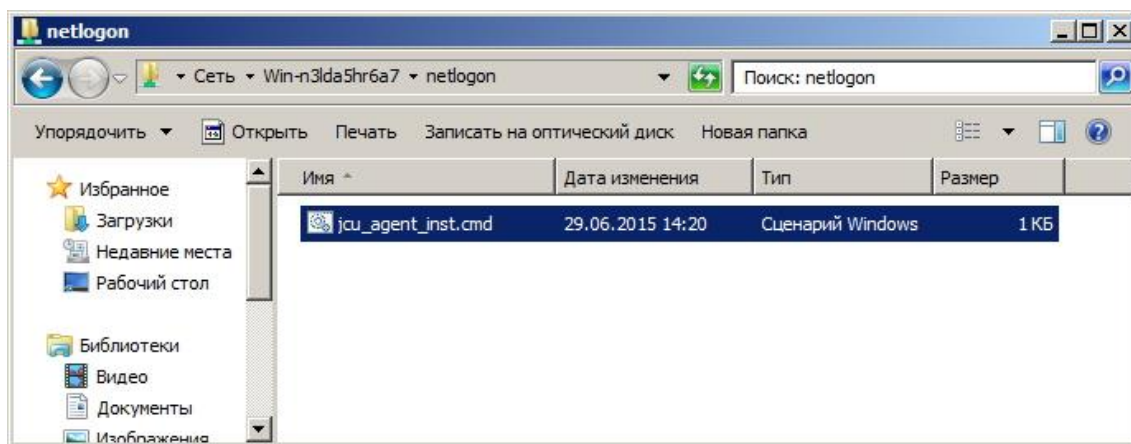 netlogon
Сеть Win-n3lda5hr6a7 netlogon Поиск: netlogon
Упорядочить Открыть Печать Записать на оптический диск Новая папка
Имя Дата изменения Тип Размер
Избранное
Загрузки
Недавние места
Рабочий стол
jcu_agent_inst.cmd 29.06.2015 14:20 Сценарий Windows 1 КБ
Библиотеки
Видео
Документы
Изображения